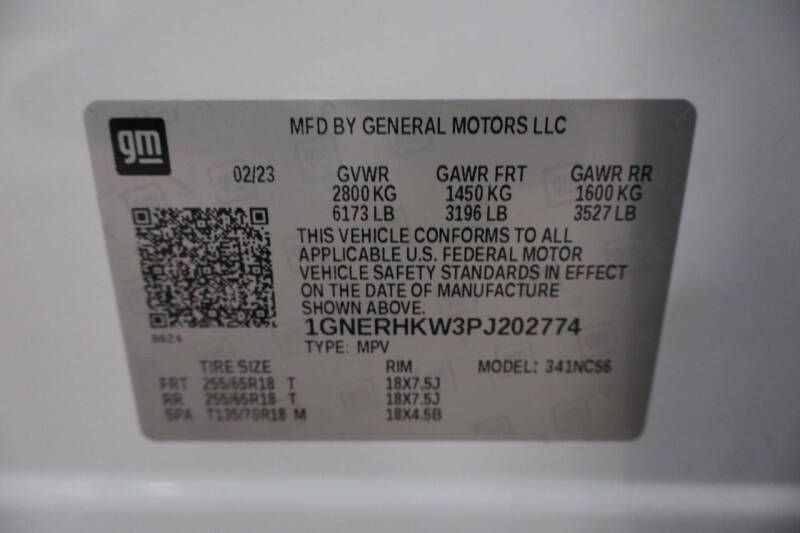 gm
MFD BY GENERAL MOTORS LLC
02/23 GVWR GAWR FRT GAWR RR
2800 KG 1450 KG 1600 KG
6173 LB 3196 LB 3527 LB
THIS VEHICLE CONFORMS TO ALL
APPLICABLE U.S. FEDERAL MOTOR
VEHICLE SAFETY STANDARDS IN EFFECT
ON THE DATE OF MANUFACTURE
SHOWN ABOVE.
1GNERHKW3PJ202774
8624
TYPE: MPV
TIRE SIZE RIM MODEL: 341NC56
FRT 255/65R18 T 18X7.5J
RR 255/65R18 T 18X7.5J
SPA T135/70R18 M 18X4.5B